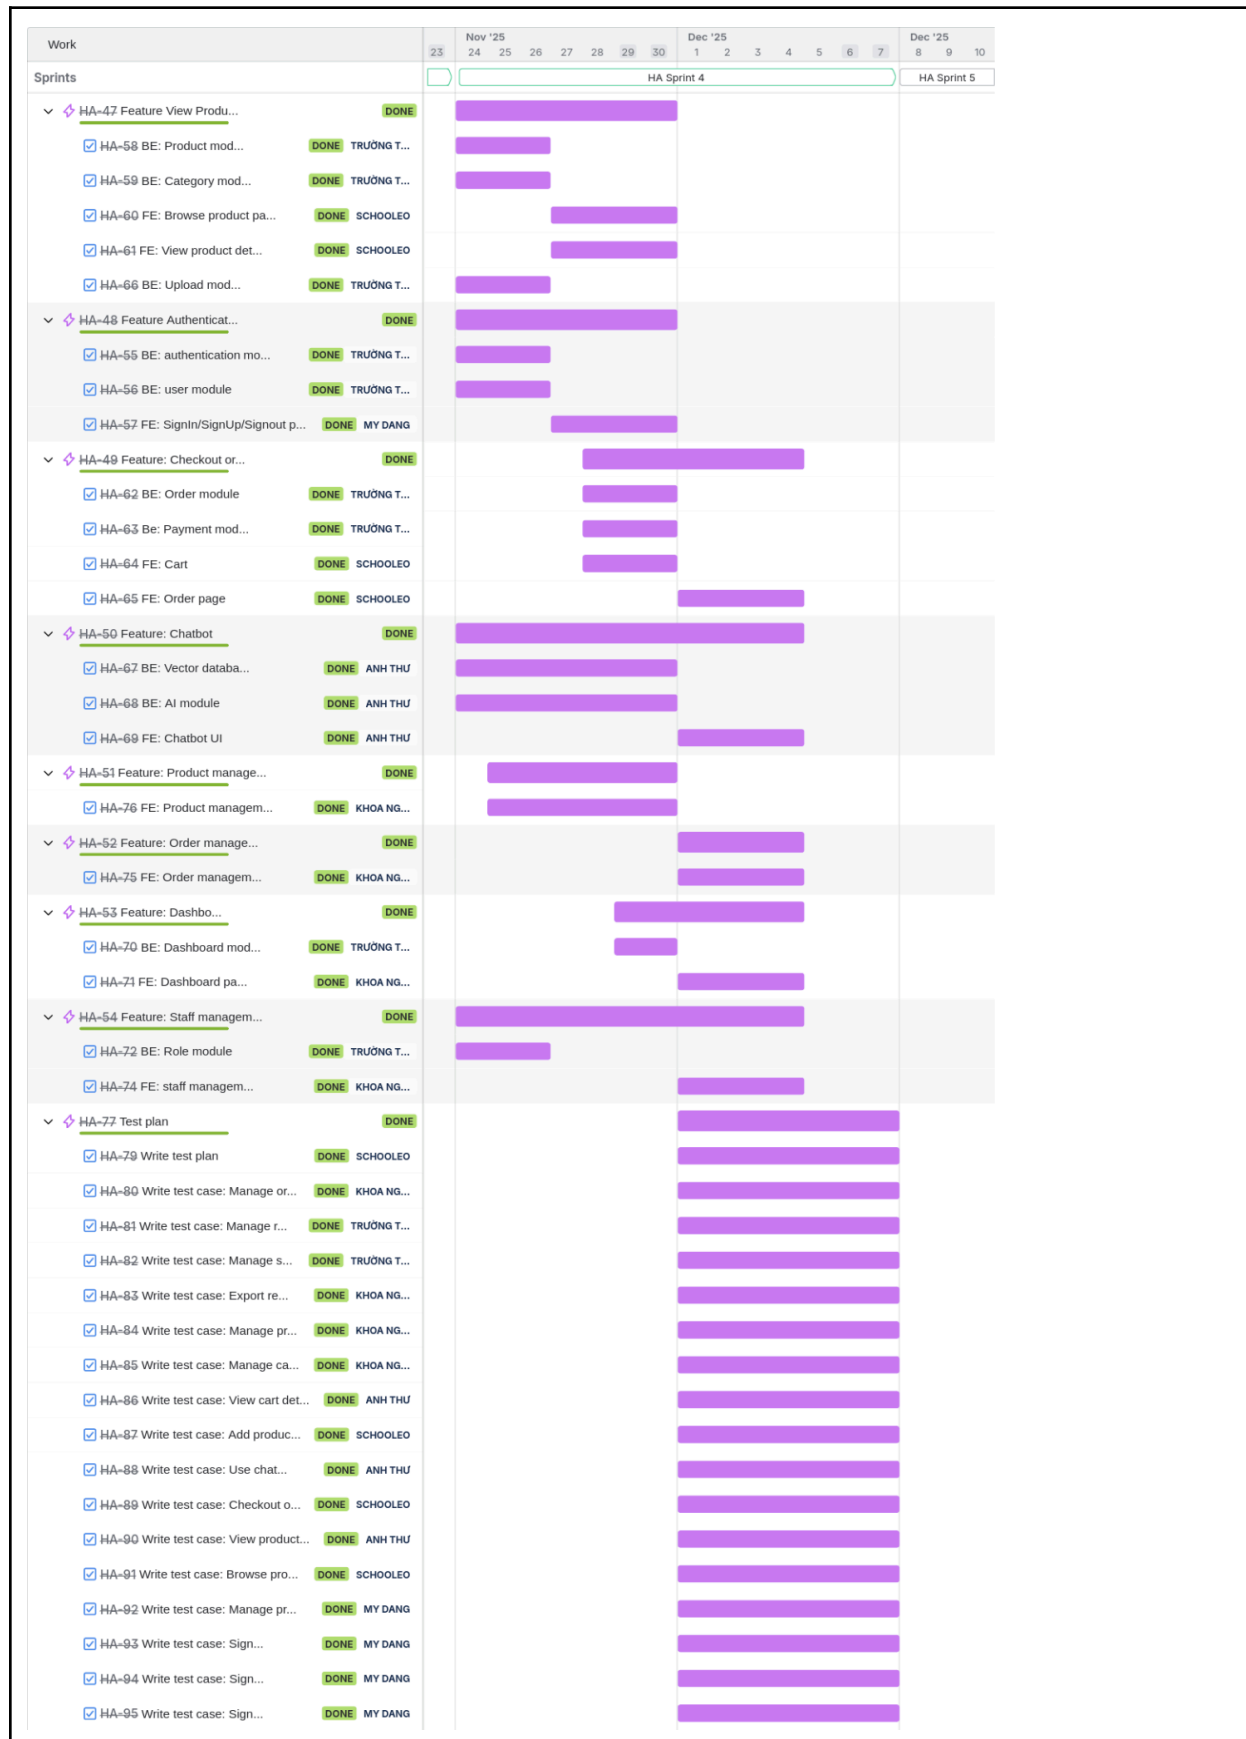 Work
Nov '25 Dec '25 Dec '25
23 24 25 26 27 28 29 30 1 2 3 4 5 6 7 8 9 10
Sprints HA Sprint 4 HA Sprint 5
HA-47 Feature View Produ... DONE
HA-58 BE: Product mod... DONE TRƯỜNG T...
HA-59 BE: Category mod... DONE TRƯỜNG T...
HA-60 FE: Browse product pa... DONE SCHOOLEO
HA-61 FE: View product det... DONE SCHOOLEO
HA-66 BE: Upload mod... DONE TRƯỜNG T...
HA-48 Feature Authenticat... DONE
HA-55 BE: authentication mo... DONE TRƯỜNG T...
HA-56 BE: user module DONE TRƯỜNG T...
HA-57 FE: SignIn/SignUp/Signout p... DONE MY DANG
HA-49 Feature: Checkout or... DONE
HA-62 BE: Order module DONE TRƯỜNG T...
HA-63 Be: Payment mod... DONE TRƯỜNG T...
HA-64 FE: Cart DONE SCHOOLEO
HA-65 FE: Order page DONE SCHOOLEO
HA-50 Feature: Chatbot DONE
HA-67 BE: Vector databa... DONE ANH THƯ
HA-68 BE: AI module DONE ANH THƯ
HA-69 FE: Chatbot UI DONE ANH THƯ
HA-51 Feature: Product manage... DONE
HA-76 FE: Product managem... DONE KHOA NG...
HA-52 Feature: Order manage... DONE
HA-75 FE: Order managem... DONE KHOA NG...
HA-53 Feature: Dashbo... DONE
HA-70 BE: Dashboard mod... DONE TRƯỜNG T...
HA-71 FE: Dashboard pa... DONE KHOA NG...
HA-54 Feature: Staff managem... DONE
HA-72 BE: Role module DONE TRƯỜNG T...
HA-74 FE: staff managem... DONE KHOA NG...
HA-77 Test plan DONE
HA-79 Write test plan DONE SCHOOLEO
HA-80 Write test case: Manage or... DONE KHOA NG...
HA-81 Write test case: Manage r... DONE TRƯỜNG T...
HA-82 Write test case: Manage s... DONE TRƯỜNG T...
HA-83 Write test case: Export re... DONE KHOA NG...
HA-84 Write test case: Manage pr... DONE KHOA NG...
HA-85 Write test case: Manage ca... DONE KHOA NG...
HA-86 Write test case: View cart det... DONE ANH THƯ
HA-87 Write test case: Add produc... DONE SCHOOLEO
HA-88 Write test case: Use chat... DONE ANH THƯ
HA-89 Write test case: Checkout o... DONE SCHOOLEO
HA-90 Write test case: View product... DONE ANH THƯ
HA-91 Write test case: Browse pro... DONE SCHOOLEO
HA-92 Write test case: Manage pr... DONE MY DANG
HA-93 Write test case: Sign... DONE MY DANG
HA-94 Write test case: Sign... DONE MY DANG
HA-95 Write test case: Sign... DONE MY DANG